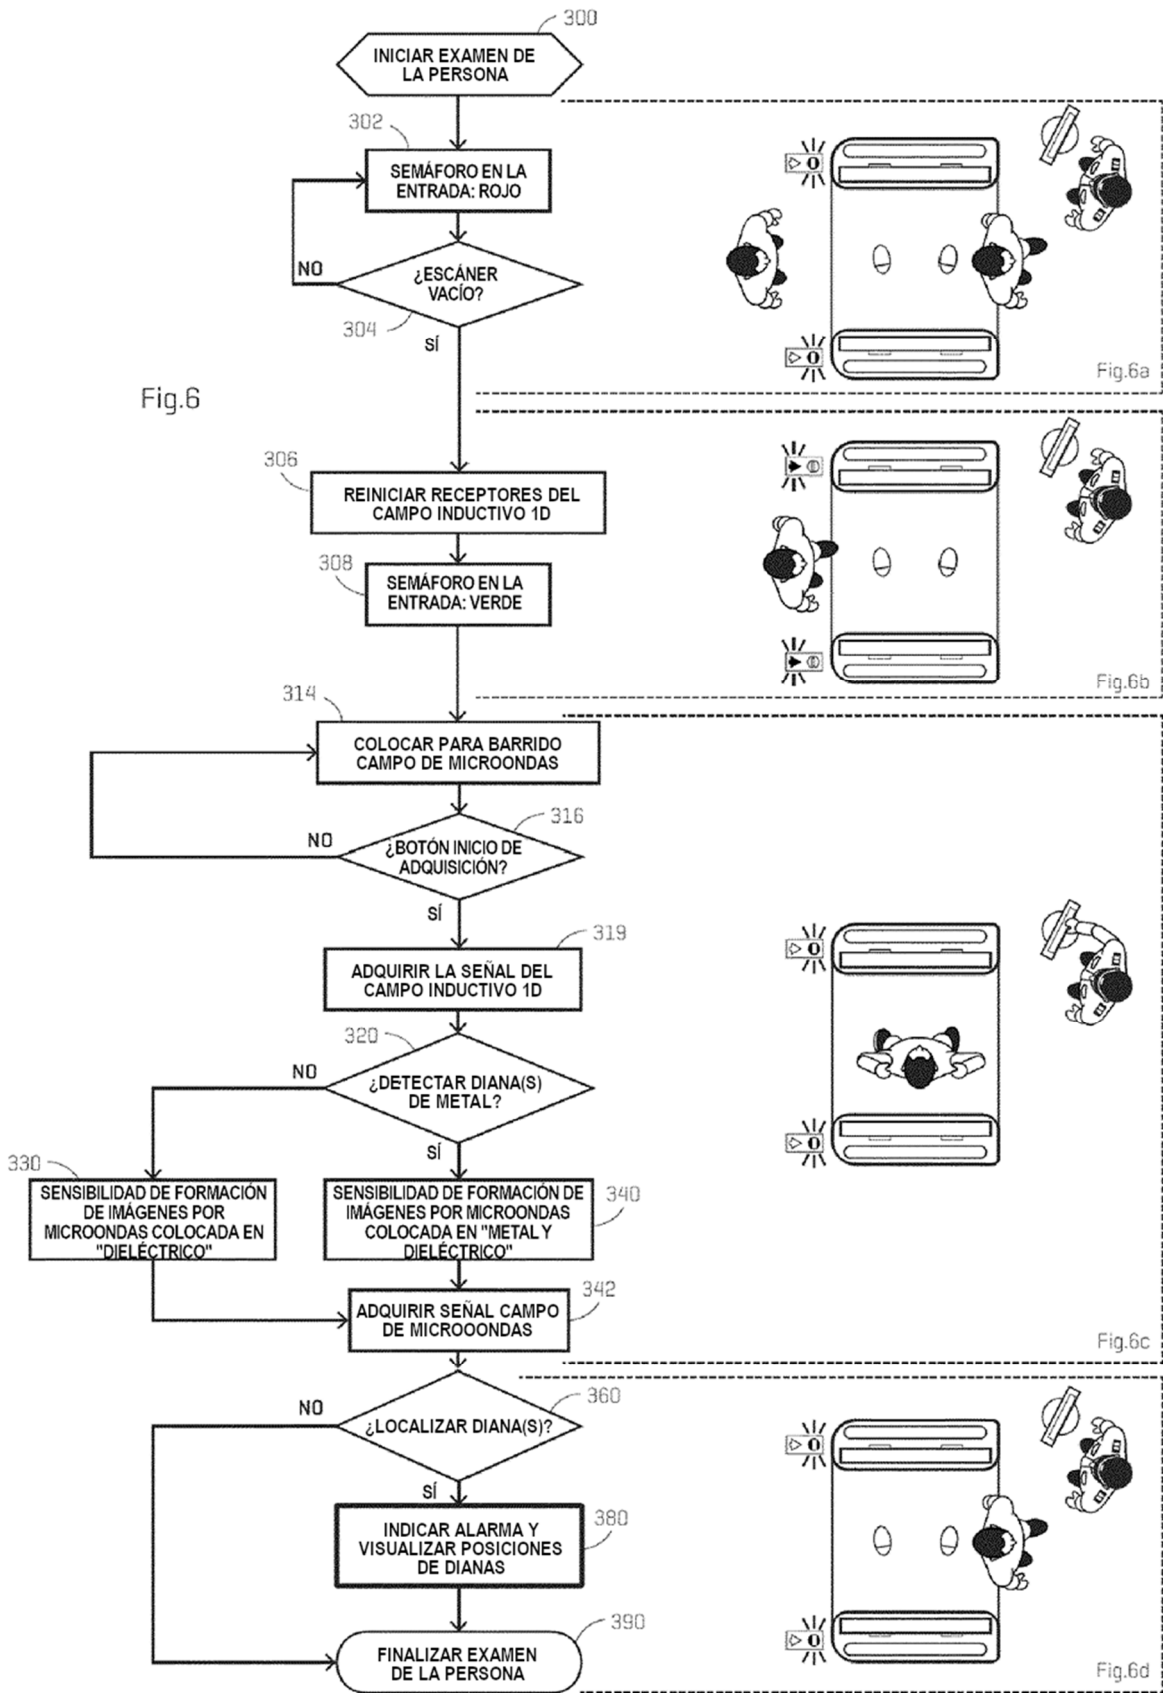 300
INICIAR EXAMEN DE
LA PERSONA
302
SEMÁFORO EN LA
ENTRADA: ROJO
NO
¿ESCÁNER
VACÍO?
304
SÍ
Fig.6a
Fig.6
306
REINICIAR RECEPTORES DEL
CAMPO INDUCTIVO 1D
308
SEMÁFORO EN LA
ENTRADA: VERDE
Fig.6b
314
COLOCAR PARA BARRIDO
CAMPO DE MICROONDAS
316
NO
¿BOTÓN INICIO DE
ADQUISICIÓN?
SÍ
319
ADQUIRIR LA SEÑAL DEL
CAMPO INDUCTIVO 1D
320
NO
¿DETECTAR DIANA(S)
DE METAL?
SÍ
330
SENSIBILIDAD DE FORMACIÓN
DE IMÁGENES POR
MICROONDAS COLOCADA EN
"DIELÉCTRICO"
340
SENSIBILIDAD DE FORMACIÓN DE
IMÁGENES POR MICROONDAS
COLOCADA EN "METAL Y
DIELÉCTRICO"
342
ADQUIRIR SEÑAL CAMPO
DE MICROOONDAS
Fig.6c
360
NO
¿LOCALIZAR DIANA(S)?
SÍ
380
INDICAR ALARMA Y
VISUALIZAR POSICIONES
DE DIANAS
390
FINALIZAR EXAMEN
DE LA PERSONA
Fig.6d